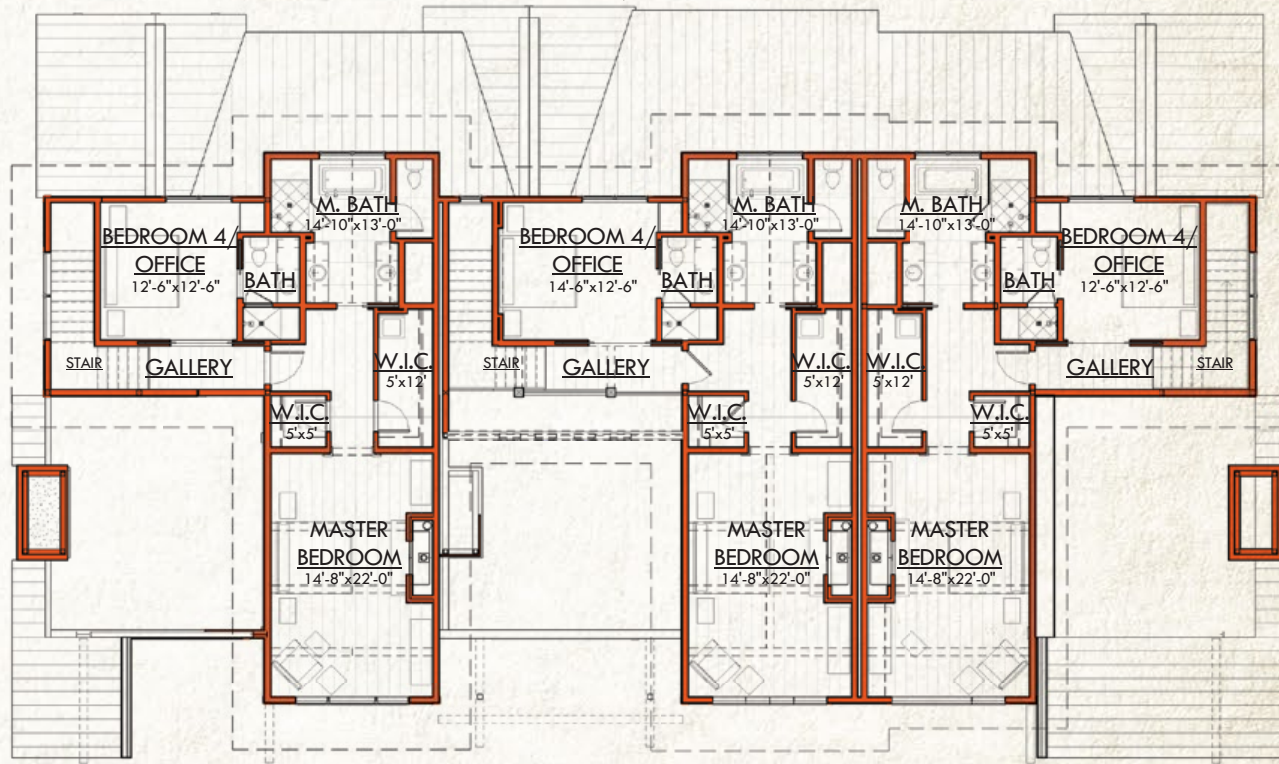 M. BATH
14'-10"x13'-0"
BEDROOM 4/
OFFICE
12'-6"x12'-6"
BATH
STAIR
GALLERY
W.I.C.
5'x12'
W.I.C.
5'x5'
MASTER
BEDROOM
14'-8"x22'-0"
M. BATH
14'-10"x13'-0"
BEDROOM 4/
OFFICE
14'-6"x12'-6"
BATH
STAIR
GALLERY
W.I.C.
5'x12'
W.I.C.
5'x5'
MASTER
BEDROOM
14'-8"x22'-0"
M. BATH
14'-10"x13'-0"
BEDROOM 4/
OFFICE
12'-6"x12'-6"
BATH
W.I.C.
5'x12'
GALLERY
STAIR
W.I.C.
5'x5'
MASTER
BEDROOM
14'-8"x22'-0"